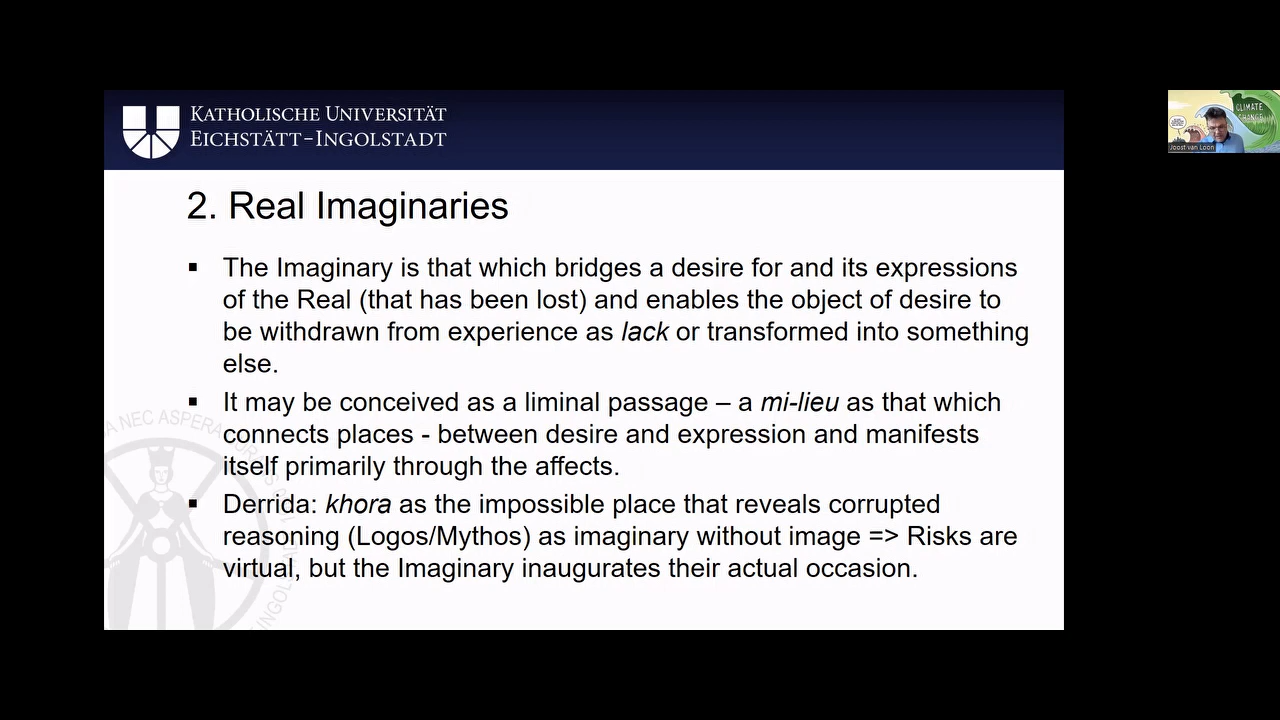 KATHOLISCHE UNIVERSITÄT
EICHSTÄTT-INGOLSTADT
2. Real Imaginaries
▪ The Imaginary is that which bridges a desire for and its expressions
of the Real (that has been lost) and enables the object of desire to
be withdrawn from experience as lack or transformed into something
else.
▪ It may be conceived as a liminal passage – a mi-lieu as that which
connects places - between desire and expression and manifests
itself primarily through the affects.
▪ Derrida: khora as the impossible place that reveals corrupted
reasoning (Logos/Mythos) as imaginary without image => Risks are
virtual, but the Imaginary inaugurates their actual occasion.
NEC ASPERA
INGOL
CLIMATE
CHANGE
Joost van Loon